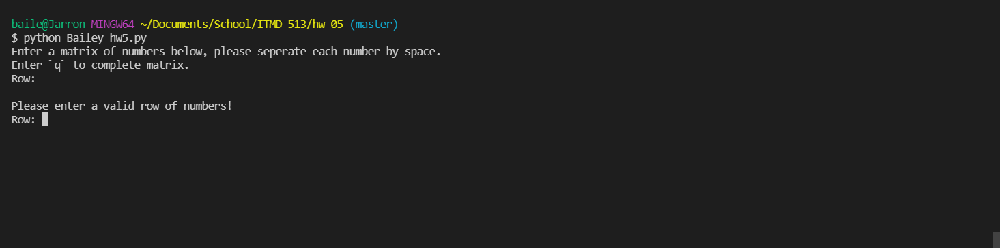 baile@Jarron MINGW64 ~/Documents/School/ITMD-513/hw-05 (master)
$ python Bailey_hw5.py
Enter a matrix of numbers below, please seperate each number by space.
Enter `q` to complete matrix.
Row:
Please enter a valid row of numbers!
Row: